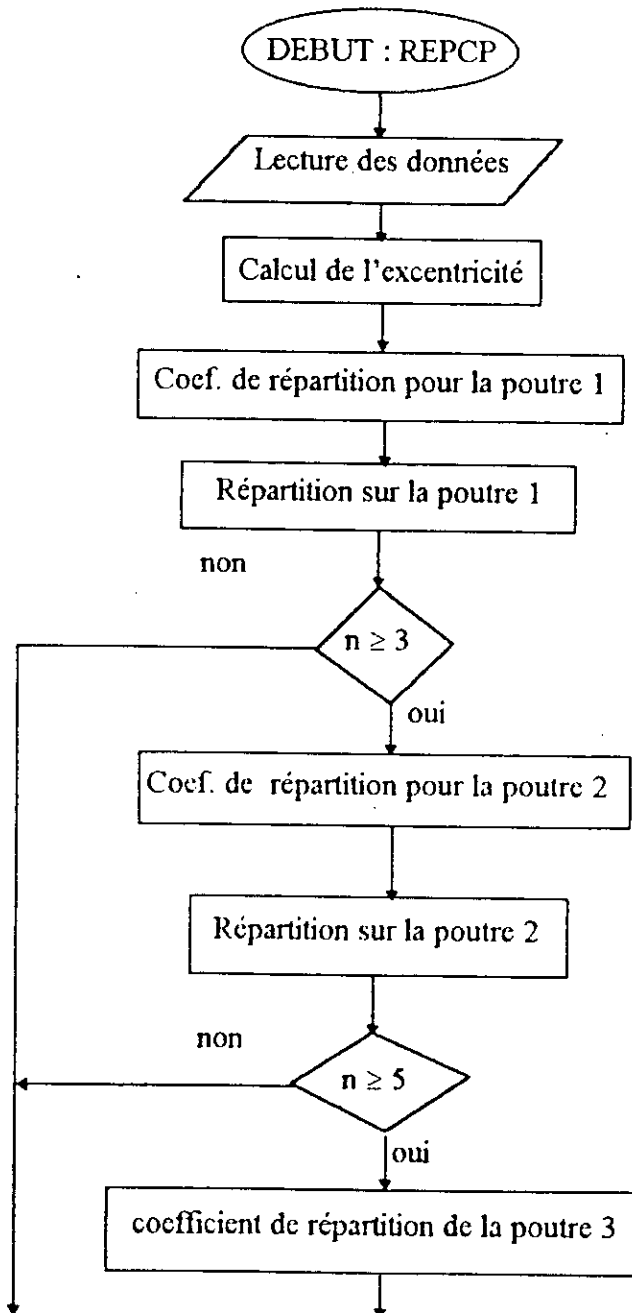 DEBUT : REPCP
Lecture des données
Calcul de l'excentricité
Coef. de répartition pour la poutre 1
Répartition sur la poutre 1
non
n ≥ 3
oui
Coef. de répartition pour la poutre 2
Répartition sur la poutre 2
non
n ≥ 5
oui
coefficient de répartition de la poutre 3